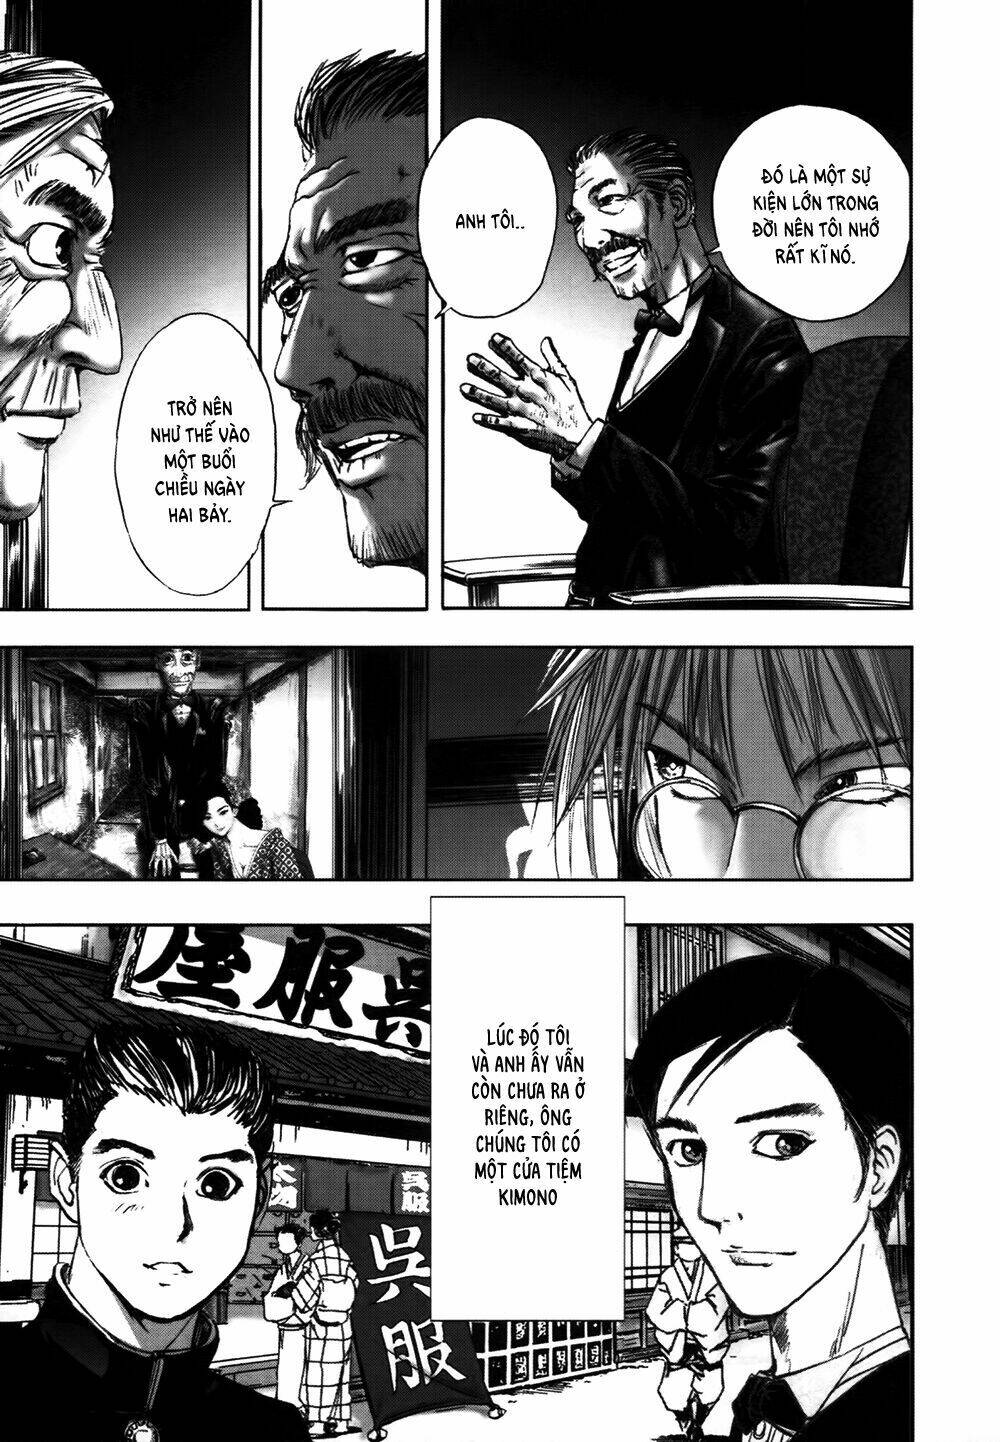 ĐÓ LÀ MỘT SỰ
KIỆN LỚN TRONG
ĐỜI NÊN TÔI NHỚ
RẤT KĨ NÓ.
ANH TÔI..
TRỞ NÊN
NHƯ THẾ VÀO
MỘT BUỔI
CHIỀU NGÀY
HAI BẢY.
呉服屋
LÚC ĐÓ TÔI
VÀ ANH ẤY VẪN
CÒN CHƯA RA Ở
RIÊNG, ÔNG
CHÚNG TÔI CÓ
MỘT CỬA TIỆM
KIMONO
呉服
呉服